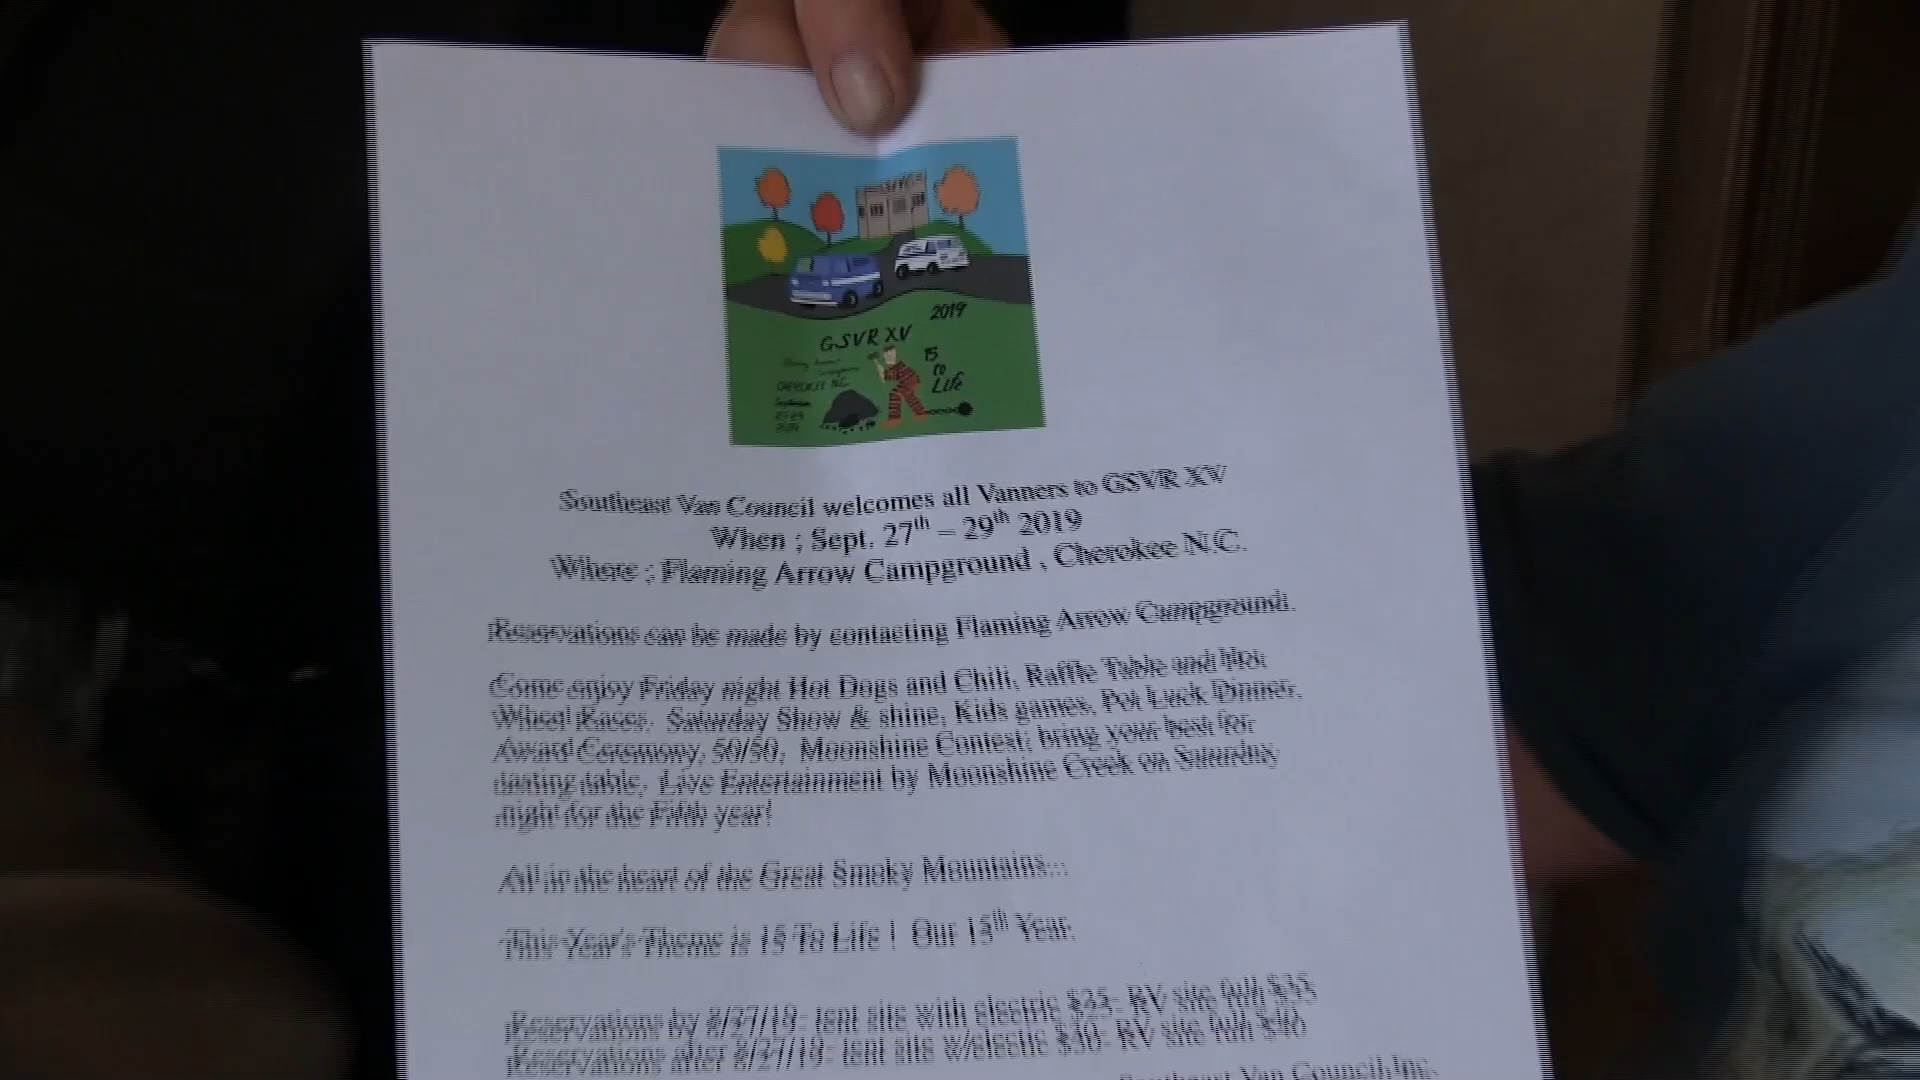 2019
GSVR XV
15
to
Life
CHEROKEE N.C.
Southeast Van Council welcomes all Vanners to GSVR XV
When ; Sept. 27th – 29th 2019
Where ; Flaming Arrow Campground , Cherokee N.C.
Reservations can be made by contacting Flaming Arrow Campground.
Come enjoy Friday night Hot Dogs and Chili, Raffle Table and Hot
Wheel Races. Saturday Show & shine, Kids games, Pot Luck Dinner,
Award Ceremony, 50/50, Moonshine Contest; bring your best for
tasting table, Live Entertainment by Moonshine Creek on Saturday
night for the Fifth year!
All in the heart of the Great Smoky Mountains...
This Year's Theme is 15 To Life ! Our 15th Year.
Reservations by 8/27/19: tent site with electric $25- RV site full $35
Reservations after 8/27/19: tent site w/electric $30- RV site full $40
Southeast Van Council Inc.